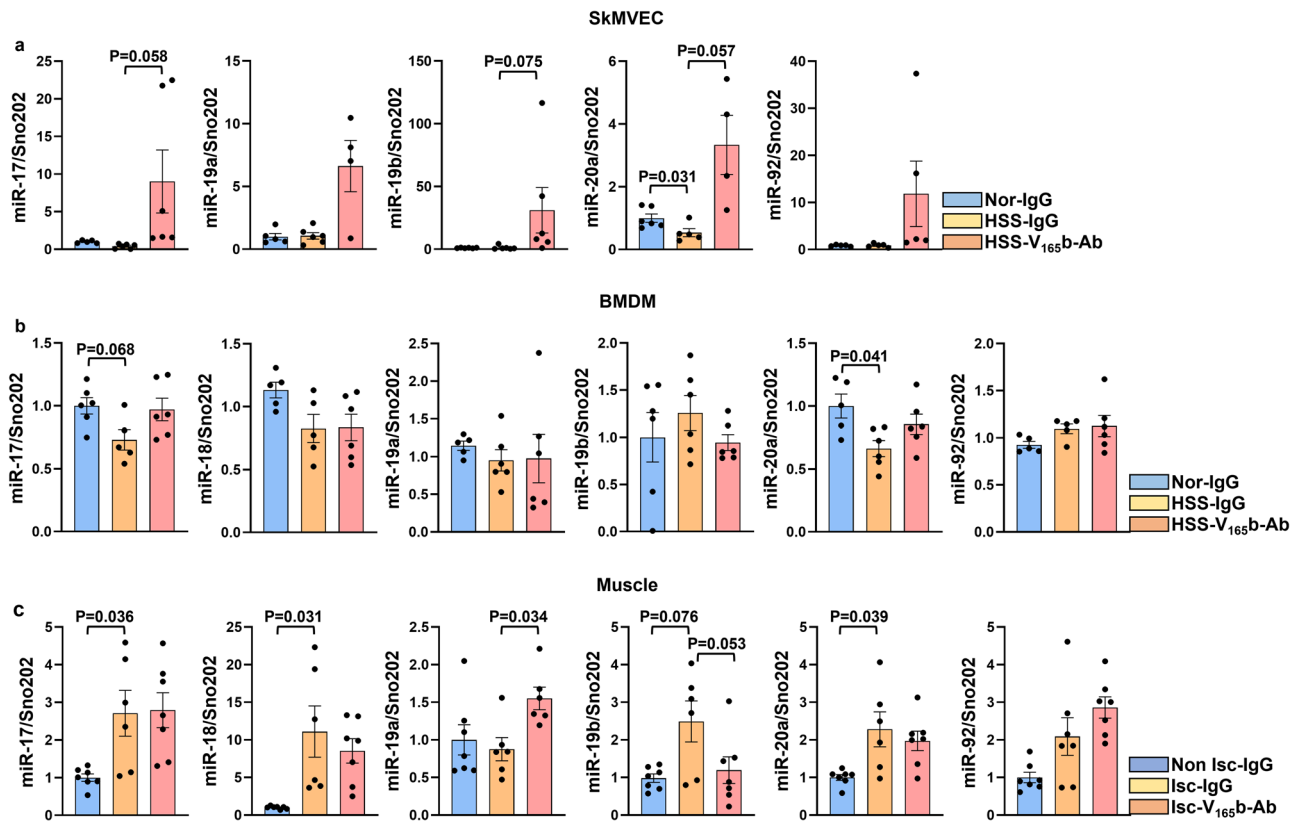 SkMVEC
a
P=0.058
P=0.075
P=0.057
P=0.031
miR-17/Sno202
25
20
15
10
5
0
miR-19a/Sno202
15
10
5
0
miR-19b/Sno202
150
100
50
0
miR-20a/Sno202
6
4
2
0
miR-92/Sno202
40
30
20
10
0
Nor-IgG
HSS-IgG
HSS-V₁₆₅b-Ab
BMDM
b
P=0.068
P=0.041
miR-17/Sno202
1.5
1.0
0.5
0.0
miR-18/Sno202
1.5
1.0
0.5
0.0
miR-19a/Sno202
2.5
2.0
1.5
1.0
0.5
0.0
miR-19b/Sno202
2.0
1.5
1.0
0.5
0.0
miR-20a/Sno202
1.5
1.0
0.5
0.0
miR-92/Sno202
2.0
1.5
1.0
0.5
0.0
Nor-IgG
HSS-IgG
HSS-V₁₆₅b-Ab
Muscle
c
P=0.036
P=0.031
P=0.034
P=0.076
P=0.053
P=0.039
miR-17/Sno202
5
4
3
2
1
0
miR-18/Sno202
25
20
15
10
5
0
miR-19a/Sno202
2.5
2.0
1.5
1.0
0.5
0.0
miR-19b/Sno202
5
4
3
2
1
0
miR-20a/Sno202
5
4
3
2
1
0
miR-92/Sno202
5
4
3
2
1
0
Non Isc-IgG
Isc-IgG
Isc-V₁₆₅b-Ab